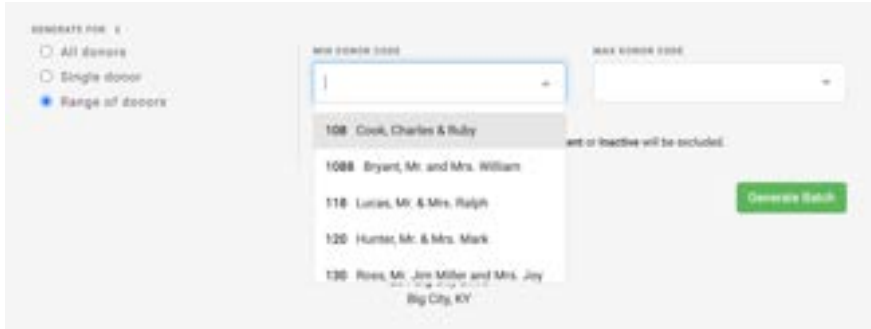 GENERATE FOR
All donors
Single donor
Range of donors
MIN DONOR CODE
MAX DONOR CODE
108 Cook, Charles & Ruby
1088 Bryant, Mr. and Mrs. William
118 Lucas, Mr. & Mrs. Ralph
120 Hunter, Mr. & Mrs. Mark
130 Ross, Mr. Jim Miller and Mrs. Joy
or Inactive will be excluded.
Generate Batch
Big City, KY